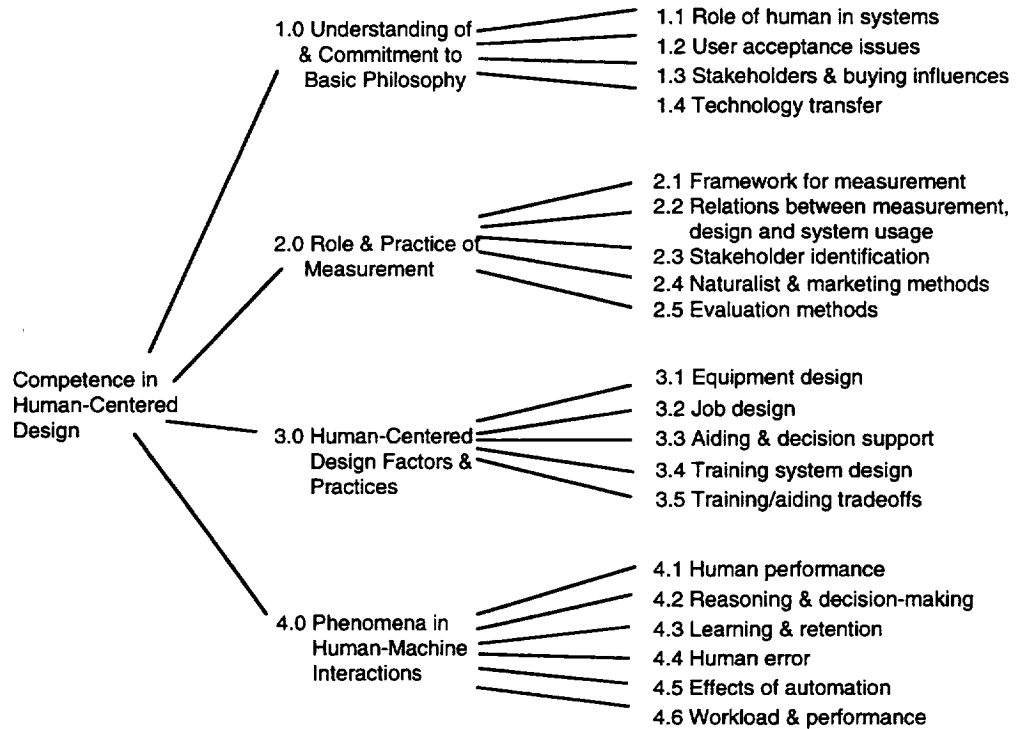 1.0 Understanding of
& Commitment to
Basic Philosophy
1.1 Role of human in systems
1.2 User acceptance issues
1.3 Stakeholders & buying influences
1.4 Technology transfer
2.0 Role & Practice of
Measurement
2.1 Framework for measurement
2.2 Relations between measurement,
design and system usage
2.3 Stakeholder identification
2.4 Naturalist & marketing methods
2.5 Evaluation methods
Competence in
Human-Centered
Design
3.0 Human-Centered
Design Factors &
Practices
3.1 Equipment design
3.2 Job design
3.3 Aiding & decision support
3.4 Training system design
3.5 Training/aiding tradeoffs
4.0 Phenomena in
Human-Machine
Interactions
4.1 Human performance
4.2 Reasoning & decision-making
4.3 Learning & retention
4.4 Human error
4.5 Effects of automation
4.6 Workload & performance